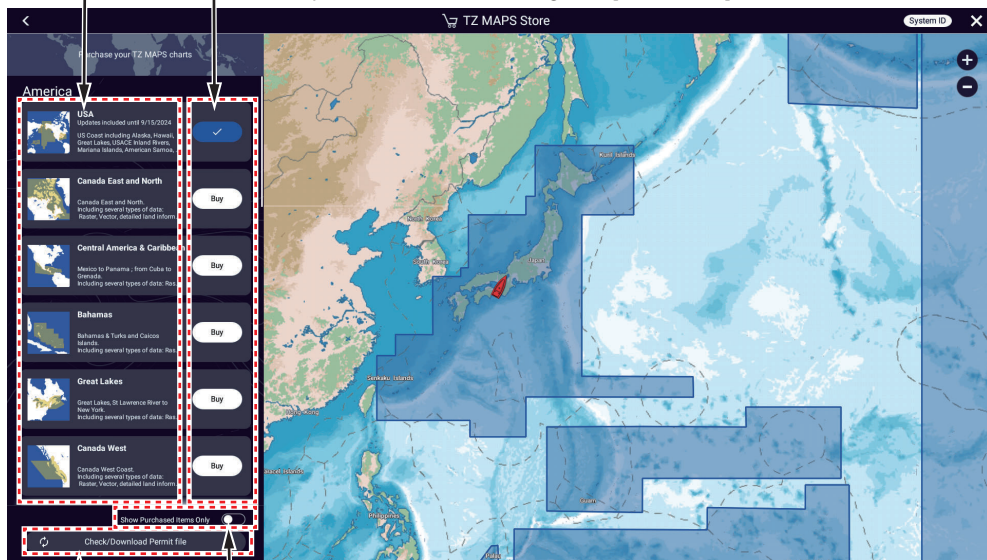 TZ MAPS Store
System ID
Purchase your TZ MAPS charts
America
USA
Updates included until 9/15/2024
US Coast including Alaska, Hawaii,
Great Lakes, USACE Inland Rivers,
Mariana Islands, American Samoa,
Canada East and North
Canada East and North.
Including several types of data:
Raster, Vector, detailed land inform
Buy
Central America & Caribbean
Mexico to Panama ; from Cuba to
Grenada.
Including several types of data: Ras
Buy
Bahamas
Bahamas & Turks and Caicos
Islands.
Including several types of data: Ras
Buy
Great Lakes
Great Lakes, St Lawrence River to
New York.
Including several types of data: Ras
Buy
Canada West
Canada West Coast.
Including several types of data:
Raster, Vector, detailed land inform
Buy
Show Purchased Items Only
Check/Download Permit file
Kuril Islands
North Korea
South Korea
Japan
Senkaku Islands
Hong Kong
Paracel Islands
Philippines
Guam
Palau